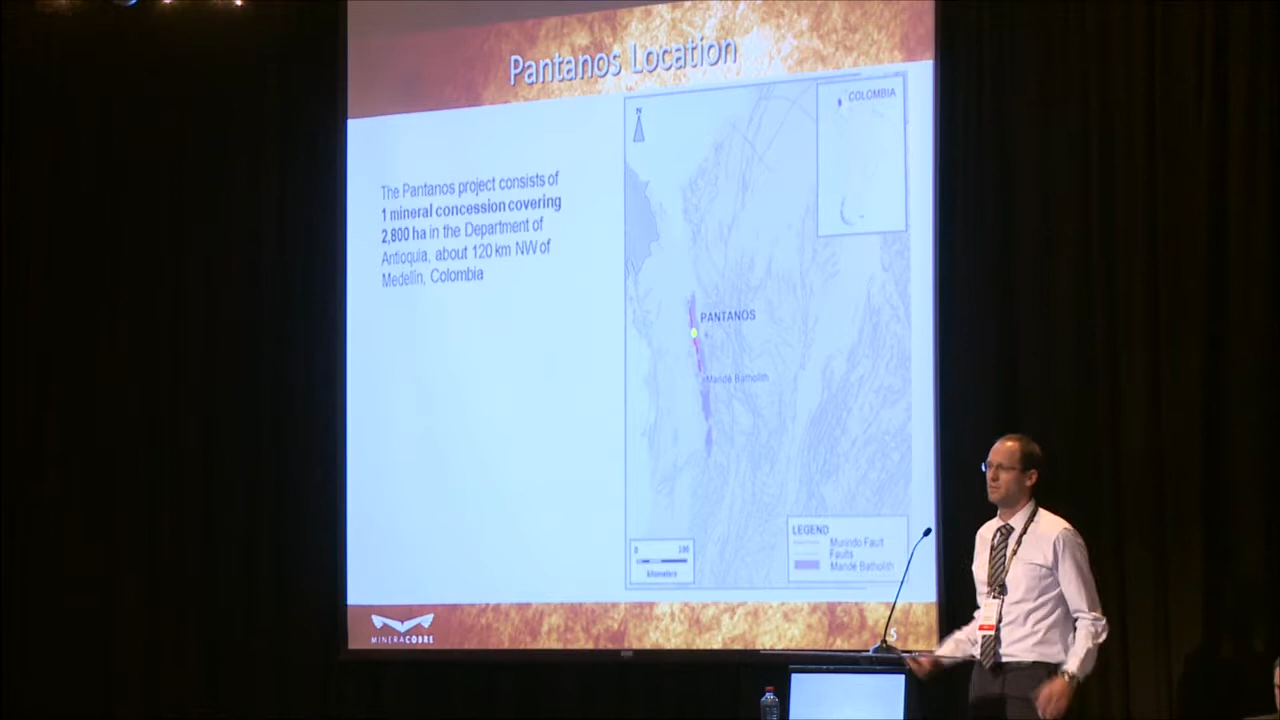 Pantanos Location
The Pantanos project consists of
1 mineral concession covering
2,800 ha in the Department of
Antioquia, about 120 km NW of
Medellin, Colombia
N
COLOMBIA
PANTANOS
Mandé Batholith
LEGEND
Murindo Fault
Faults
Mandé Batholith
0 100
kilometers
MINERACOBRE
5